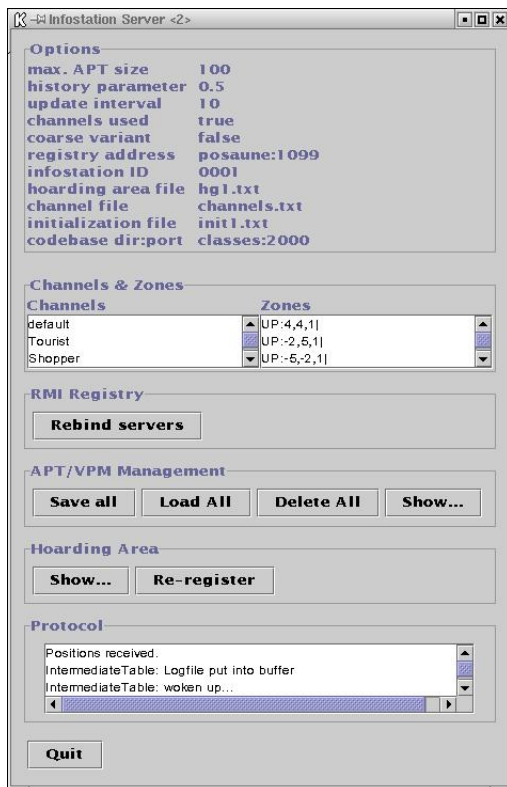 Infostation Server <2>
Options
max. APT size 100
history parameter 0.5
update interval 10
channels used true
coarse variant false
registry address posaune:1099
infostation ID 0001
hoarding area file hg1.txt
channel file channels.txt
initialization file init1.txt
codebase dir:port classes:2000
Channels & Zones
Channels Zones
default UP:4,4,1|
Tourist UP:-2,5,1|
Shopper UP:-5,-2,1|
RMI Registry
Rebind servers
APT/VPM Management
Save all Load All Delete All Show...
Hoarding Area
Show... Re-register
Protocol
Positions received.
IntermediateTable: Logfile put into buffer
IntermediateTable: woken up...
Quit